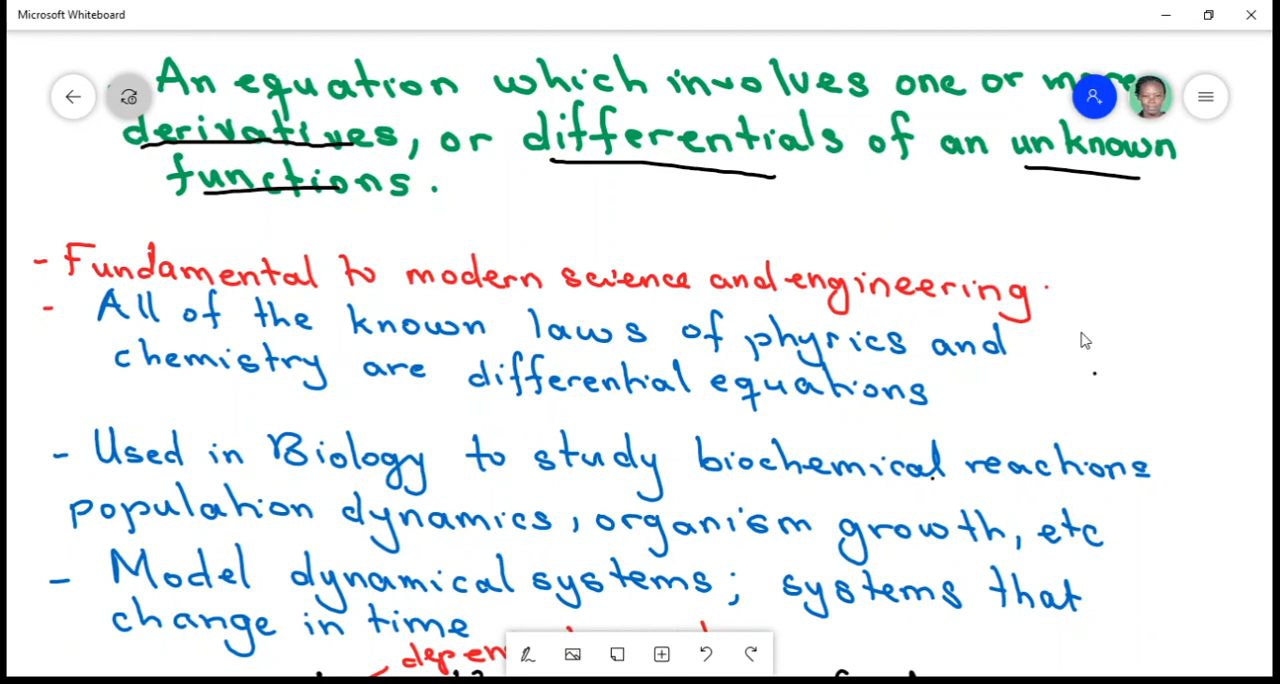 Microsoft Whiteboard
An equation which involves one or more
derivatives, or differentials of an unknown
functions.
- Fundamental to modern science and engineering.
- All of the known laws of physics and
chemistry are differential equations
- Used in Biology to study biochemical reactions
population dynamics, organism growth, etc
- Model dynamical systems; systems that
change in time
depen